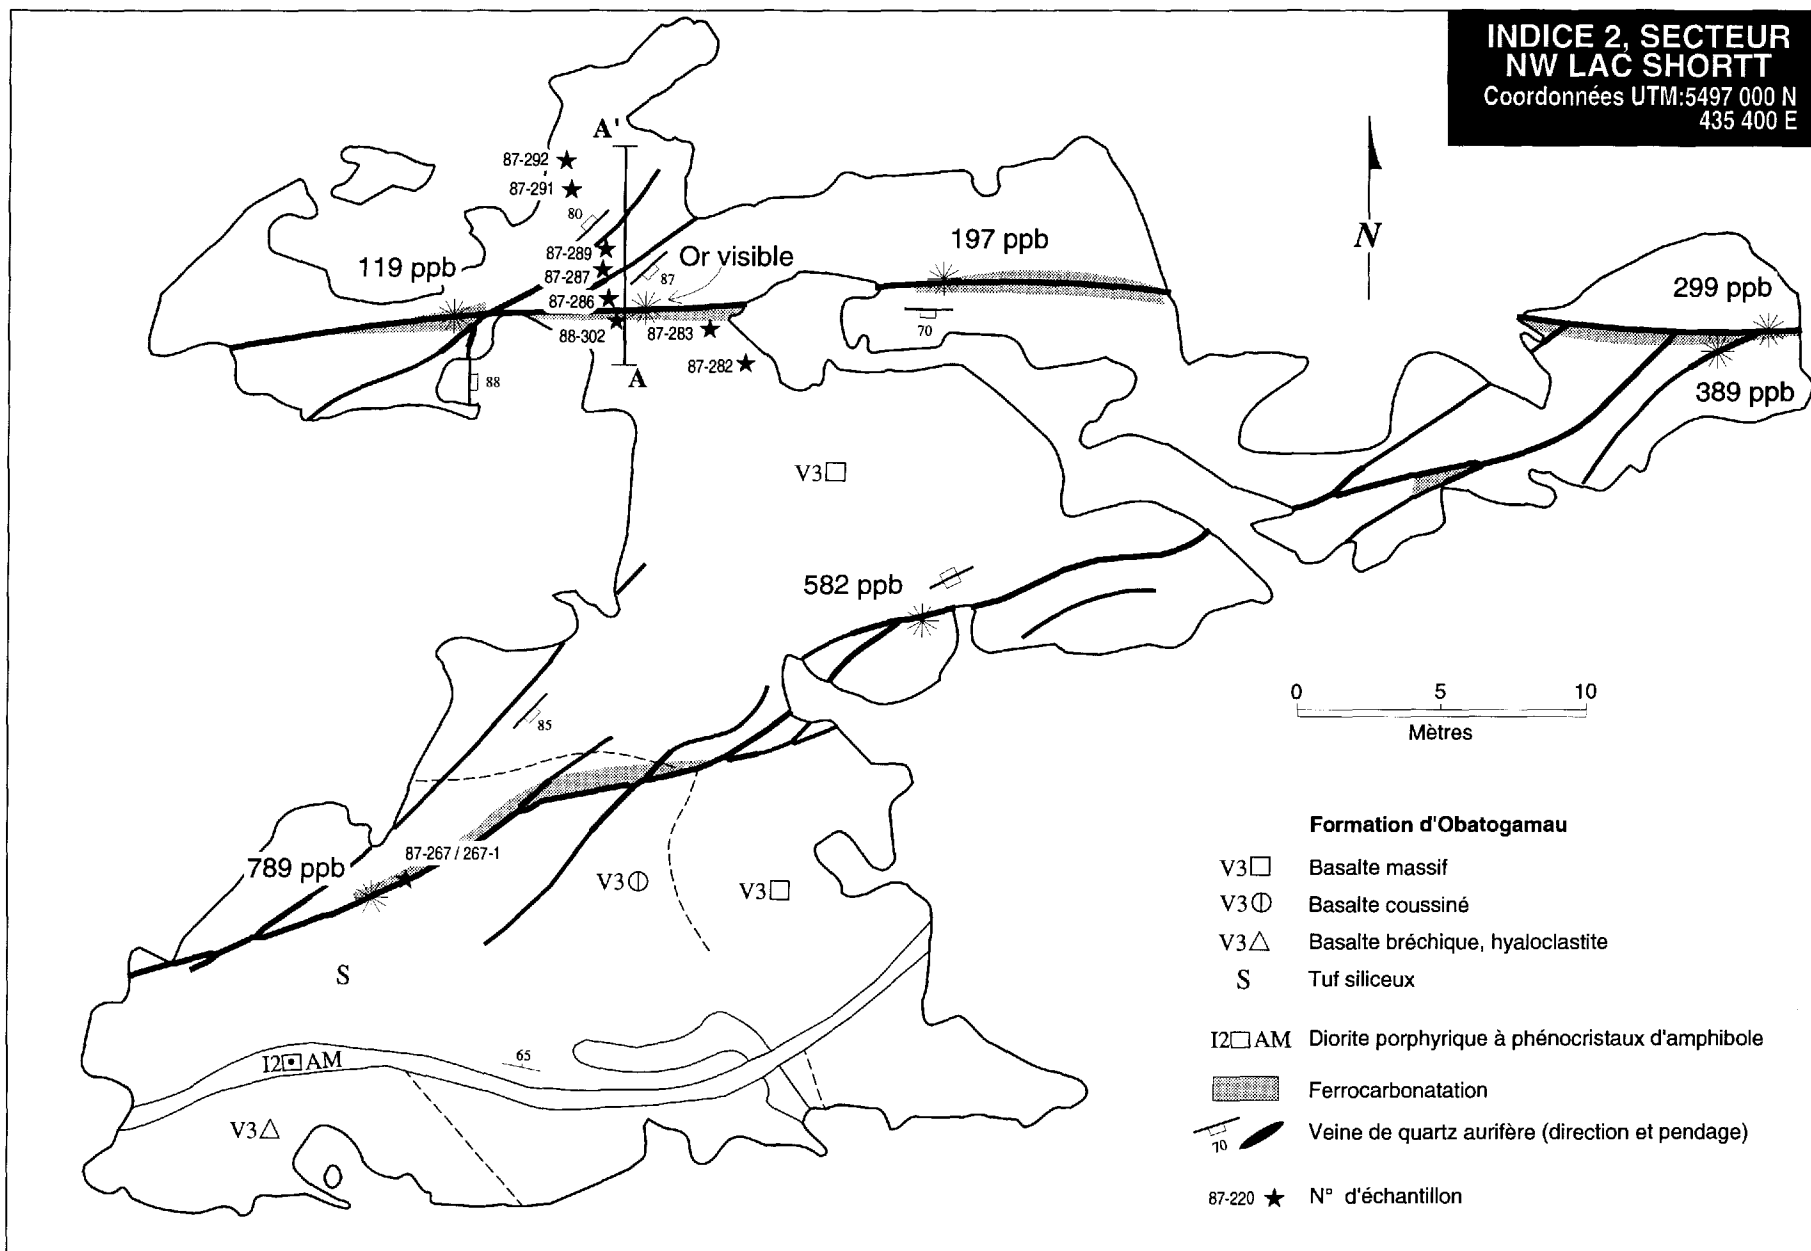 INDICE 2, SECTEUR
NW LAC SHORTT
Coordonnées UTM:5497 000 N
435 400 E
A'
87-292
87-291
80
N
87-289
Or visible
197 ppb
119 ppb
87-287
87
299 ppb
87-286
88-302
87-283
70
87-282
A
88
389 ppb
V3
582 ppb
0 5 10
Mètres
85
Formation d'Obatogamau
87-267 / 267-1
789 ppb
V3 Basalte massif
V3
V3
V3 Basalte coussiné
V3 Basalte bréchique, hyaloclastite
S
S Tuf siliceux
I2 AM Diorite porphyrique à phénocristaux d'amphibole
65
I2 AM
Ferrocarbonatation
V3
70 Veine de quartz aurifère (direction et pendage)
87-220 N° d'échantillon